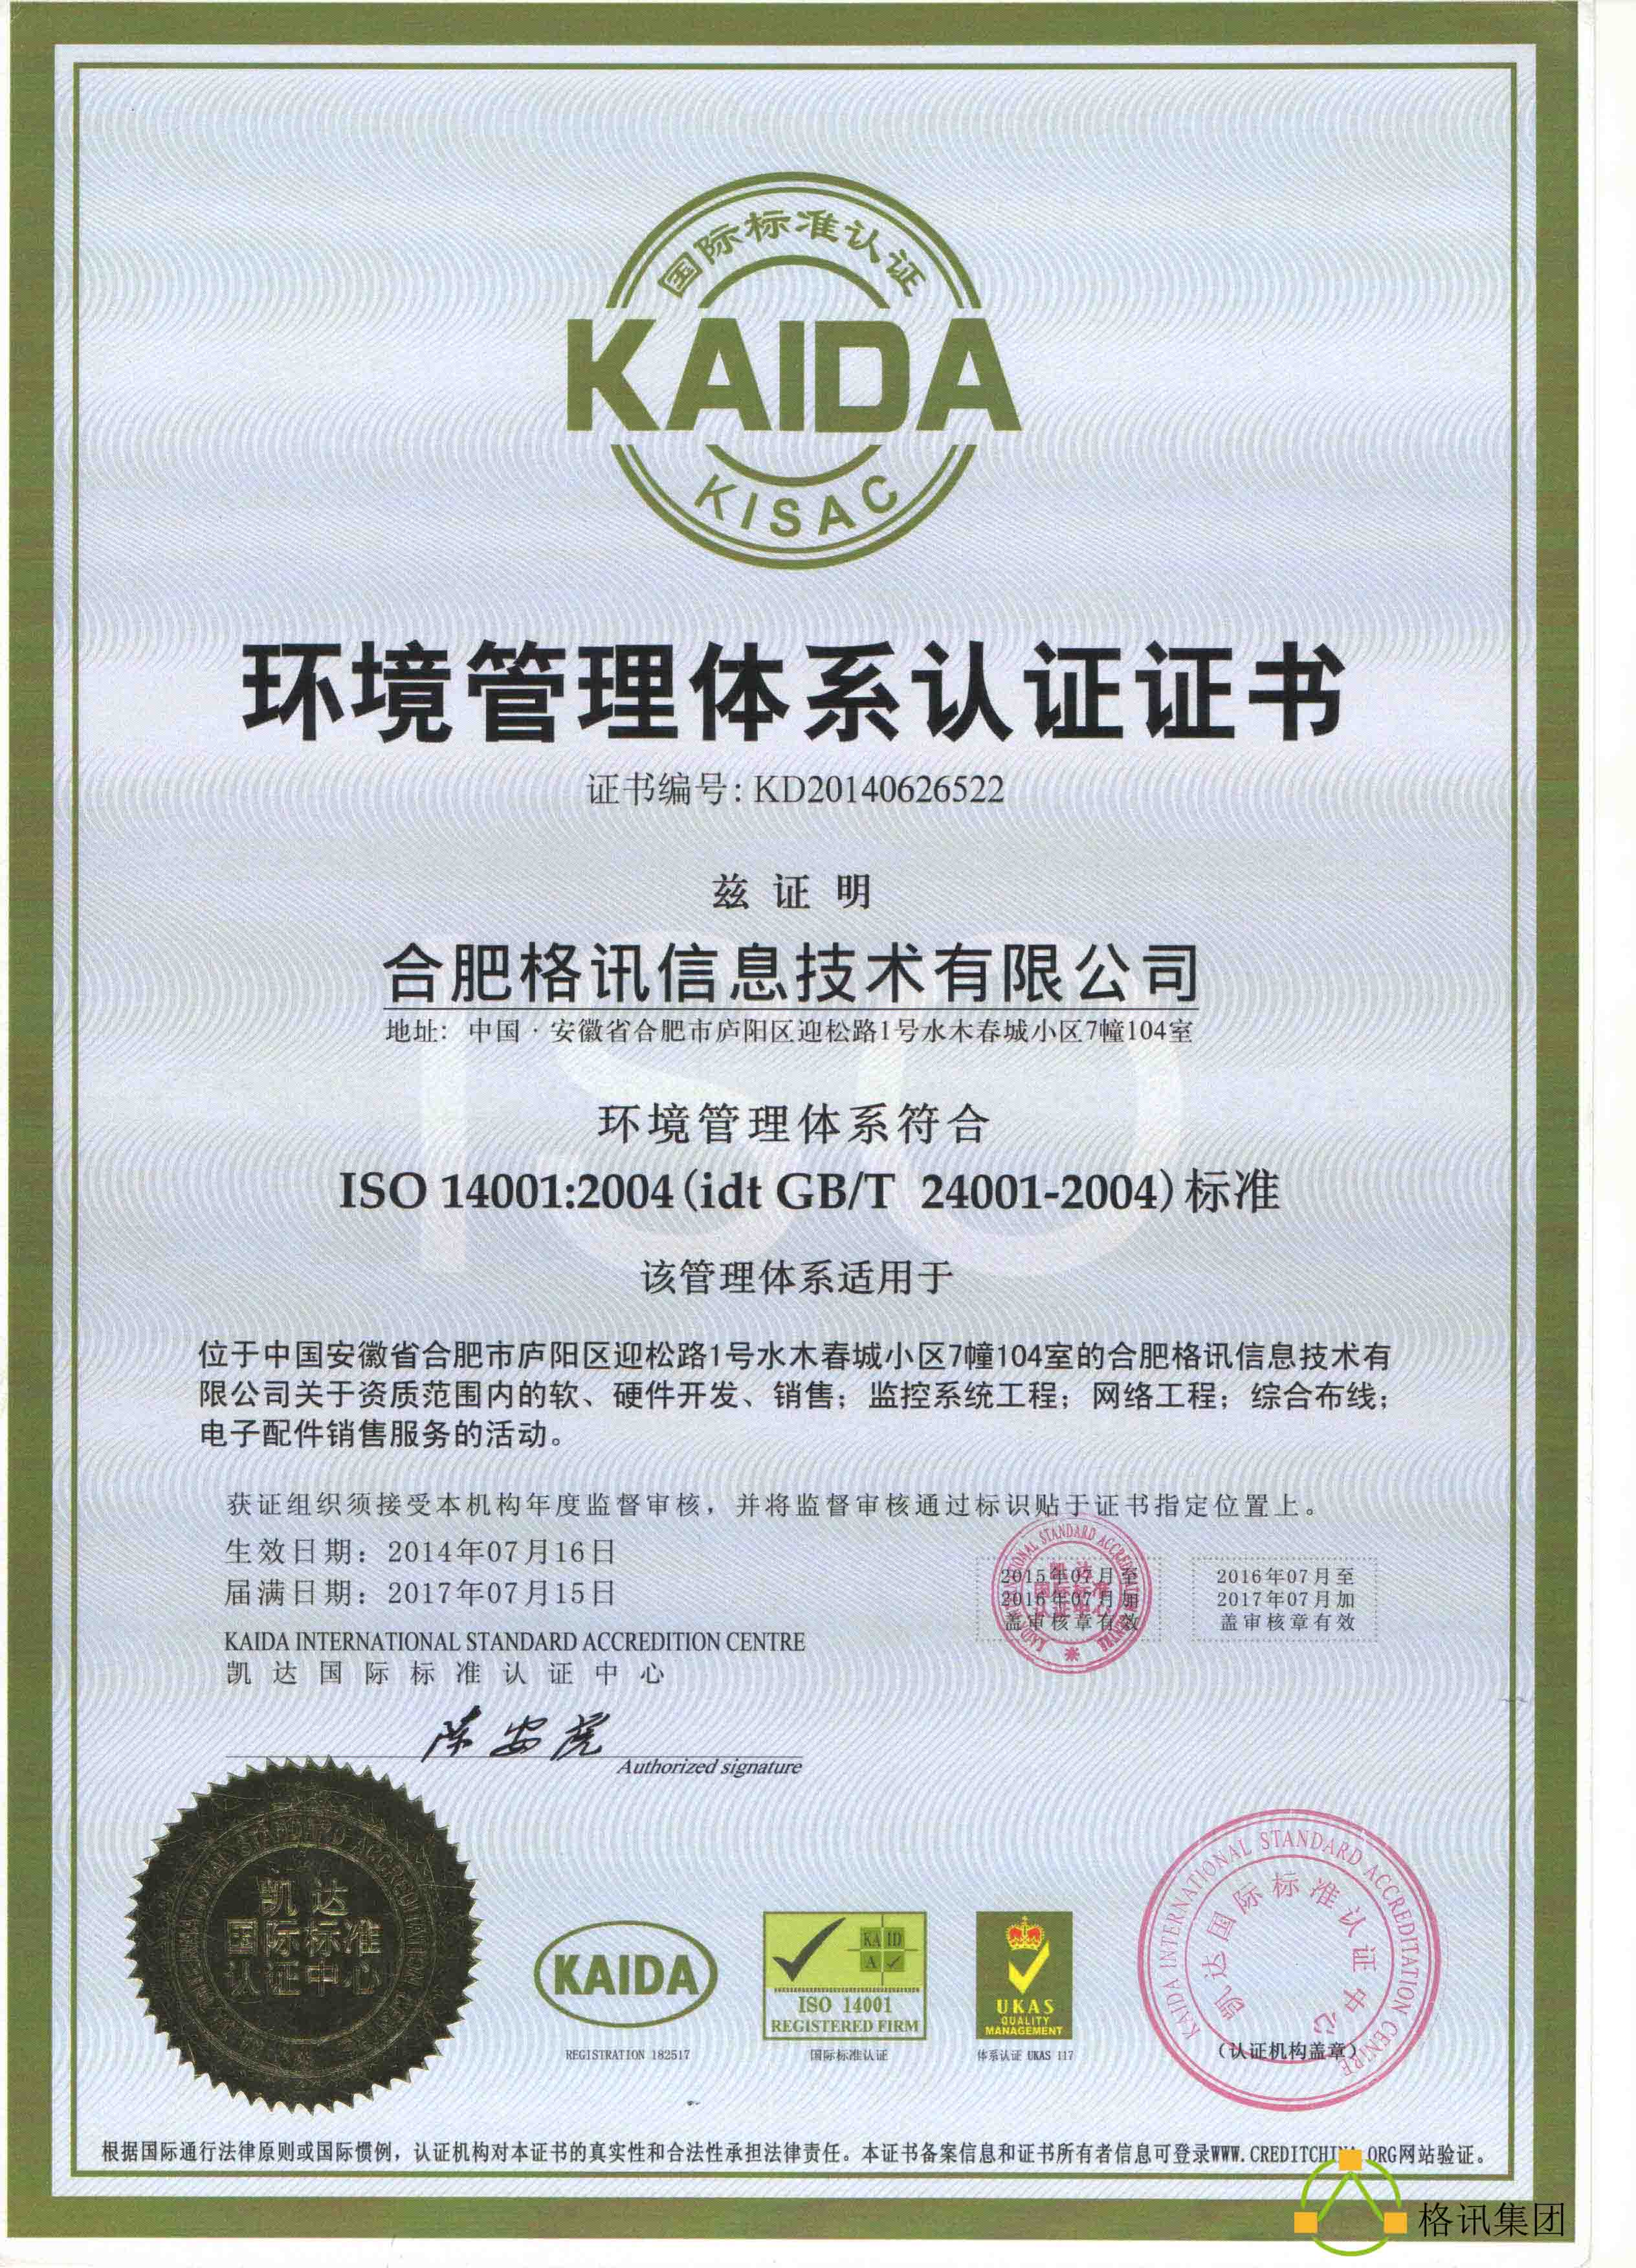 国际标准认证
KAIDA
KISAC
环境管理体系认证证书
证书编号: KD20140626522
兹证明
合肥格讯信息技术有限公司
地址: 中国·安徽省合肥市庐阳区迎松路1号水木春城小区7幢104室
环境管理体系符合
ISO 14001:2004 (idt GB/T 24001-2004) 标准
该管理体系适用于
位于中国安徽省合肥市庐阳区迎松路1号水木春城小区7幢104室的合肥格讯信息技术有
限公司关于资质范围内的软、硬件开发、销售；监控系统工程；网络工程；综合布线；
电子配件销售服务的活动。
获证组织须接受本机构年度监督审核，并将监督审核通过标识贴于证书指定位置上。
生效日期：2014年07月16日
届满日期：2017年07月15日
KAIDA INTERNATIONAL STANDARD ACCREDITION CENTRE
凯达国际标准认证中心
2015年07月至
2016年07月加
盖审核章有效
凯达
国际标准
认证中心
2016年07月至
2017年07月加
盖审核章有效
陈安虎
Authorized signature
凯达
国际标准
认证中心
KAIDA
REGISTRATION 182517
KA ID
A
ISO 14001
REGISTERED FIRM
国际标准认证
UKAS
QUALITY
MANAGEMENT
体系认证 UKAS 117
KAIDA INTERNATIONAL STANDARD ACCREDITATION CENTRE
凯达国际标准认证中心
(认证机构盖章)
根据国际通行法律原则或国际惯例，认证机构对本证书的真实性和合法性承担法律责任。本证书备案信息和证书所有者信息可登录WWW.CREDITCHINA.ORG网站验证。
格讯集团